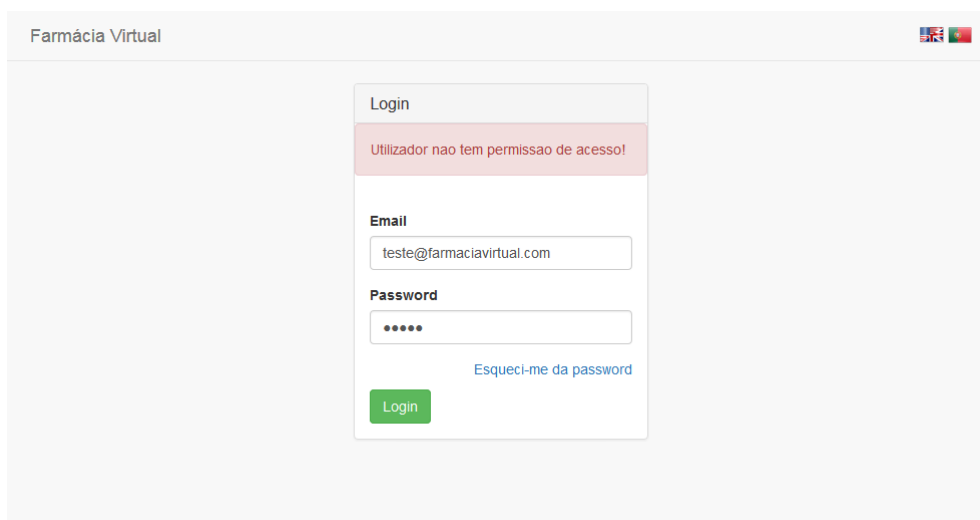 Farmácia Virtual
Login
Utilizador nao tem permissao de acesso!
Email
teste@farmaciavirtual.com
Password
•••••
Esqueci-me da password
Login